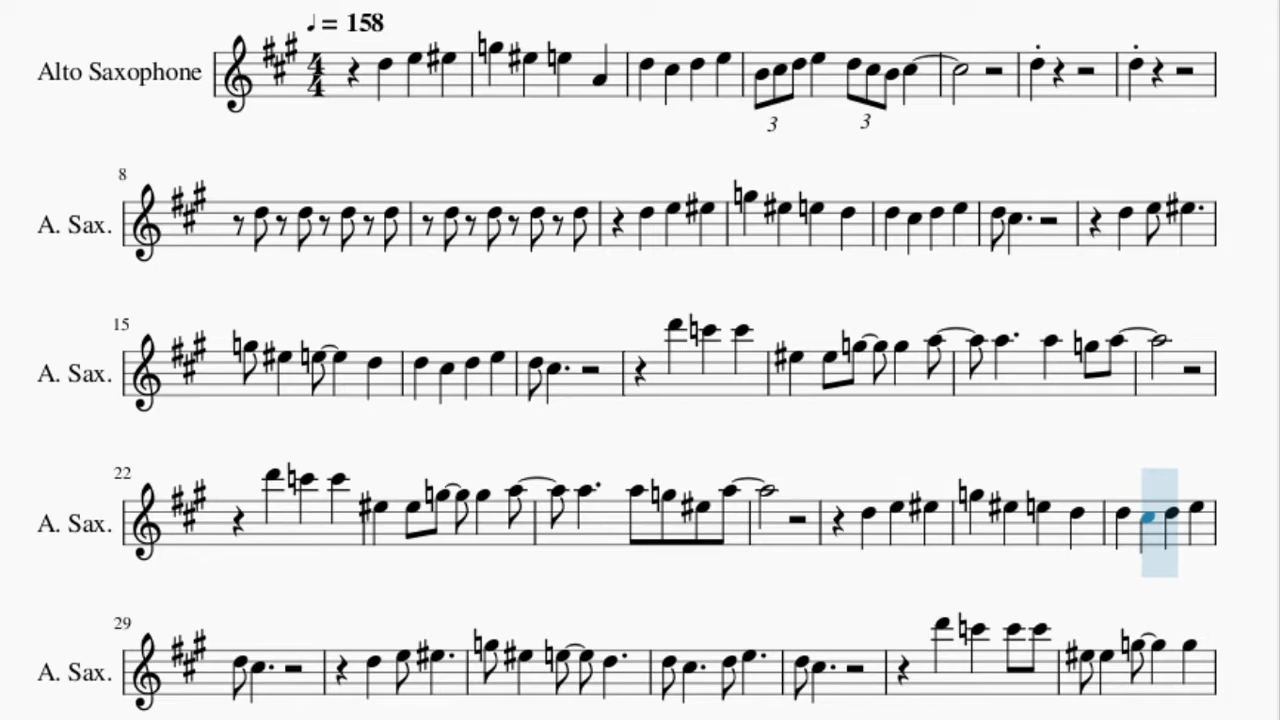 ♩ = 158
Alto Saxophone
4
4
3 3
8
A. Sax.
15
A. Sax.
22
A. Sax.
29
A. Sax.